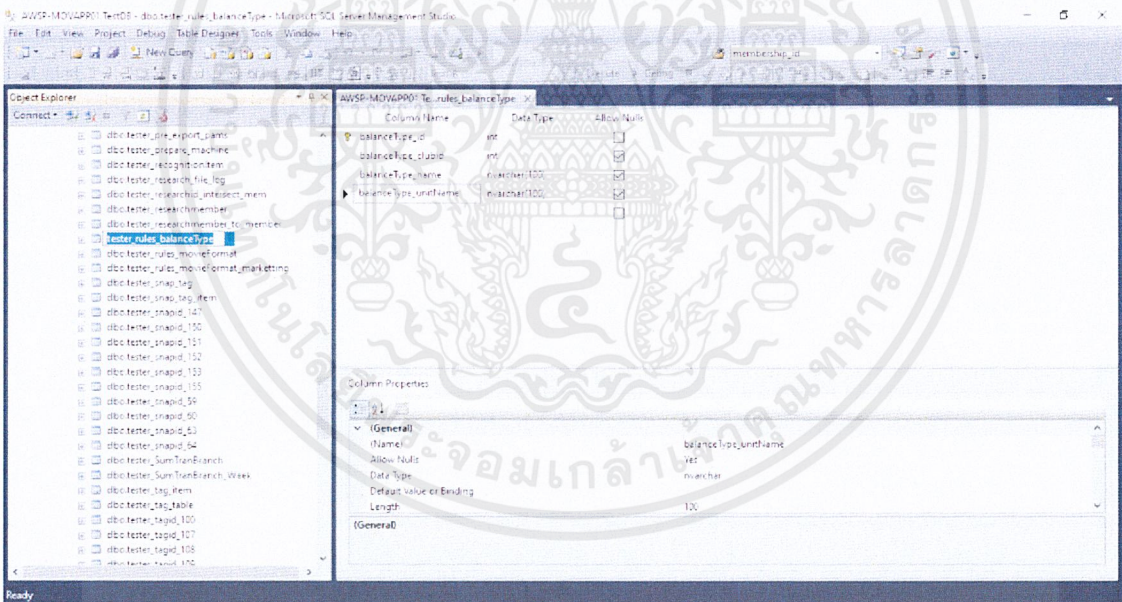 AWSP-MOVAPP01.TestDB - dbo.tester_rules_balanceType - Microsoft SQL Server Management Studio
File Edit View Project Debug Table Designer Tools Window Help
New Query
membership_id
Object Explorer
Connect
dbo.tester_pre_export_pams
dbo.tester_prepare_machine
dbo.tester_recognitionitem
dbo.tester_research_file_log
dbo.tester_researchid_intersect_mem
dbo.tester_researchmember
dbo.tester_researchmember_to_member
tester_rules_balanceType
dbo.tester_rules_movieFormat
dbo.tester_rules_movieFormat_marketting
dbo.tester_snap_tag
dbo.tester_snap_tag_item
dbo.tester_snapid_147
dbo.tester_snapid_150
dbo.tester_snapid_151
dbo.tester_snapid_152
dbo.tester_snapid_153
dbo.tester_snapid_155
dbo.tester_snapid_59
dbo.tester_snapid_60
dbo.tester_snapid_63
dbo.tester_snapid_64
dbo.tester_SumTranBranch
dbo.tester_SumTranBranch_Week
dbo.tester_tag_item
dbo.tester_tag_table
dbo.tester_tagid_106
dbo.tester_tagid_107
dbo.tester_tagid_108
dbo.tester_tagid_109
AWSP-MOVAPP01.Te...rules_balanceType
Column Name Data Type Allow Nulls
balanceType_id int
balanceType_clubid int
balanceType_name nvarchar(100)
balanceType_unitName nvarchar(100)
Column Properties
(General)
(Name) balanceType_unitName
Allow Nulls Yes
Data Type nvarchar
Default Value or Binding
Length 100
(General)
Ready